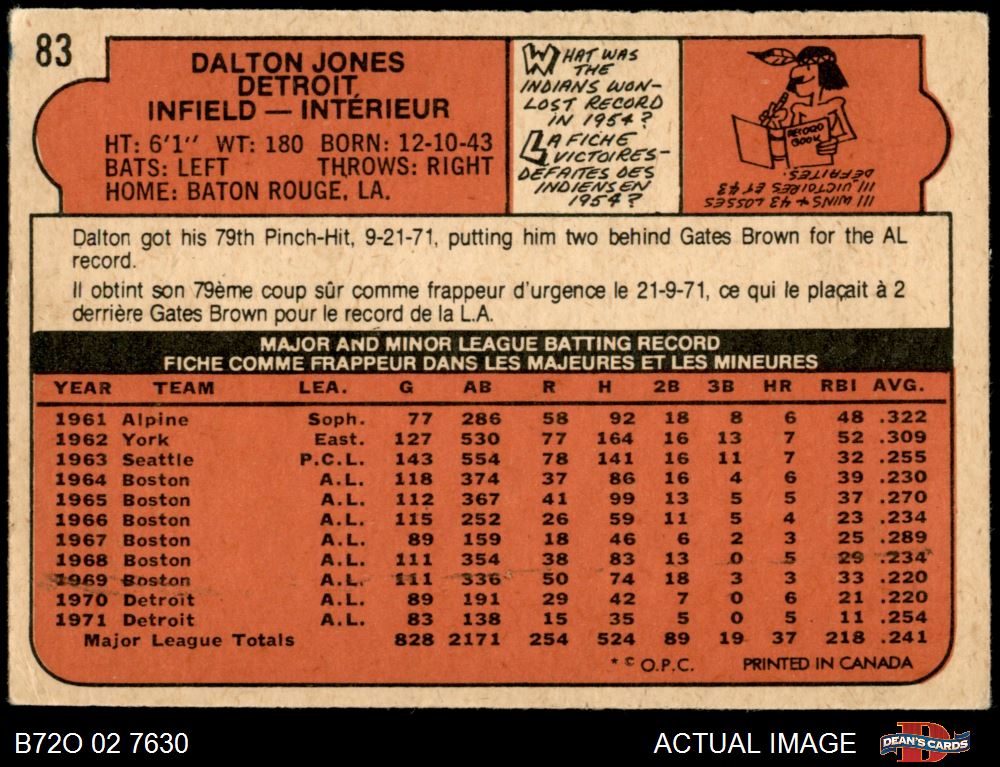 83
DALTON JONES
DETROIT
INFIELD — INTÉRIEUR
HT: 6'1" WT: 180 BORN: 12-10-43
BATS: LEFT THROWS: RIGHT
HOME: BATON ROUGE, LA.
WHAT WAS
THE
INDIANS WON-
LOST RECORD
IN 1954?
LA FICHE
VICTOIRES-
DÉFAITES DES
INDIENS EN
1954?
RECORD
BOOK
111 WINS & 43 LOSSES
111 VICTOIRES ET 43
DÉFAITES.
Dalton got his 79th Pinch-Hit, 9-21-71, putting him two behind Gates Brown for the AL
record.
Il obtint son 79ème coup sûr comme frappeur d'urgence le 21-9-71, ce qui le plaçait à 2
derrière Gates Brown pour le record de la L.A.
MAJOR AND MINOR LEAGUE BATTING RECORD
FICHE COMME FRAPPEUR DANS LES MAJEURES ET LES MINEURES
YEAR TEAM LEA. G AB R H 2B 3B HR RBI AVG.
1961 Alpine Soph. 77 286 58 92 18 8 6 48 .322
1962 York East. 127 530 77 164 16 13 7 52 .309
1963 Seattle P.C.L. 143 554 78 141 16 11 7 32 .255
1964 Boston A.L. 118 374 37 86 16 4 6 39 .230
1965 Boston A.L. 112 367 41 99 13 5 5 37 .270
1966 Boston A.L. 115 252 26 59 11 5 4 23 .234
1967 Boston A.L. 89 159 18 46 6 2 3 25 .289
1968 Boston A.L. 111 354 38 83 13 0 5 29 .234
1969 Boston A.L. 111 336 50 74 18 3 3 33 .220
1970 Detroit A.L. 89 191 29 42 7 0 6 21 .220
1971 Detroit A.L. 83 138 15 35 5 0 5 11 .254
Major League Totals 828 2171 254 524 89 19 37 218 .241
* © O.P.C. PRINTED IN CANADA
B72O 02 7630
ACTUAL IMAGE
D
DEAN'S CARDS